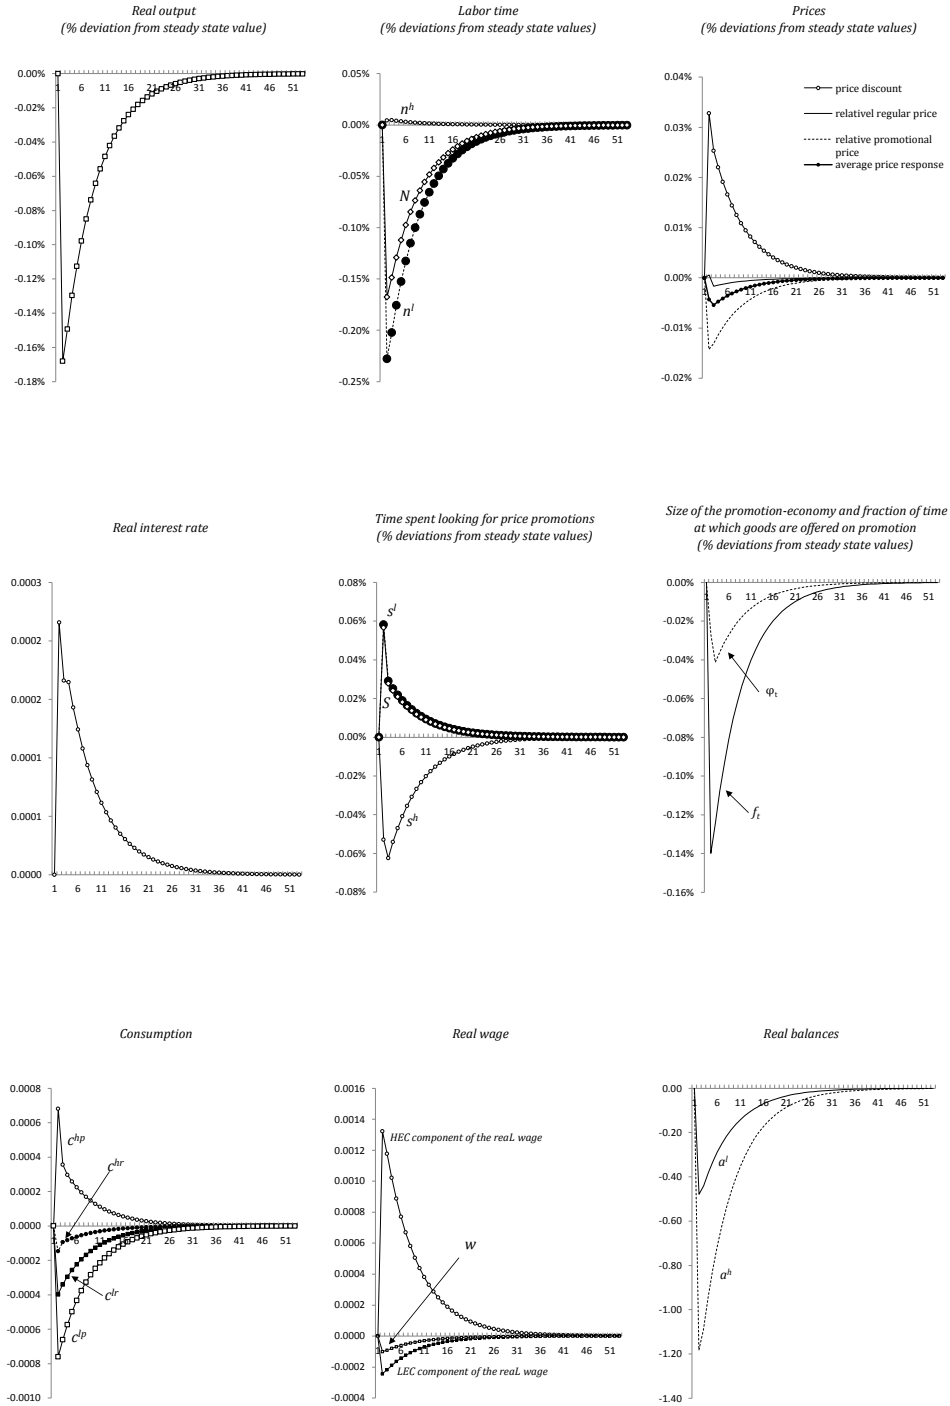 Real output
(% deviation from steady state value)
0.00%
-0.02%
-0.04%
-0.06%
-0.08%
-0.10%
-0.12%
-0.14%
-0.16%
-0.18%
1 6 11 16 21 26 31 36 41 46 51
Labor time
(% deviations from steady state values)
0.05%
0.00%
-0.05%
-0.10%
-0.15%
-0.20%
-0.25%
1 6 11 16 21 26 31 36 41 46 51
n^h
N
n^l
Prices
(% deviations from steady state values)
0.04%
0.03%
0.02%
0.01%
0.00%
-0.01%
-0.02%
1 6 11 16 21 26 31 36 41 46 51
price discount
relativel regular price
relative promotional
price
average price response
Real interest rate
0.0003
0.0002
0.0002
0.0001
0.0001
0.0000
1 6 11 16 21 26 31 36 41 46 51
Time spent looking for price promotions
(% deviations from steady state values)
0.08%
0.06%
0.04%
0.02%
0.00%
-0.02%
-0.04%
-0.06%
-0.08%
1 6 11 16 21 26 31 36 41 46 51
s^l
S
s^h
Size of the promotion-economy and fraction of time
at which goods are offered on promotion
(% deviations from steady state values)
0.00%
-0.02%
-0.04%
-0.06%
-0.08%
-0.10%
-0.12%
-0.14%
-0.16%
1 6 11 16 21 26 31 36 41 46 51
φt
ft
Consumption
0.0008
0.0006
0.0004
0.0002
0.0000
-0.0002
-0.0004
-0.0006
-0.0008
-0.0010
1 6 11 16 21 26 31 36 41 46 51
c^hp
c^hr
c^lr
c^lp
Real wage
0.0016
0.0014
0.0012
0.0010
0.0008
0.0006
0.0004
0.0002
0.0000
-0.0002
-0.0004
1 6 11 16 21 26 31 36 41 46 51
HEC component of the reaL wage
w
LEC component of the reaL wage
Real balances
0.00
-0.20
-0.40
-0.60
-0.80
-1.00
-1.20
-1.40
1 6 11 16 21 26 31 36 41 46 51
a^l
a^h